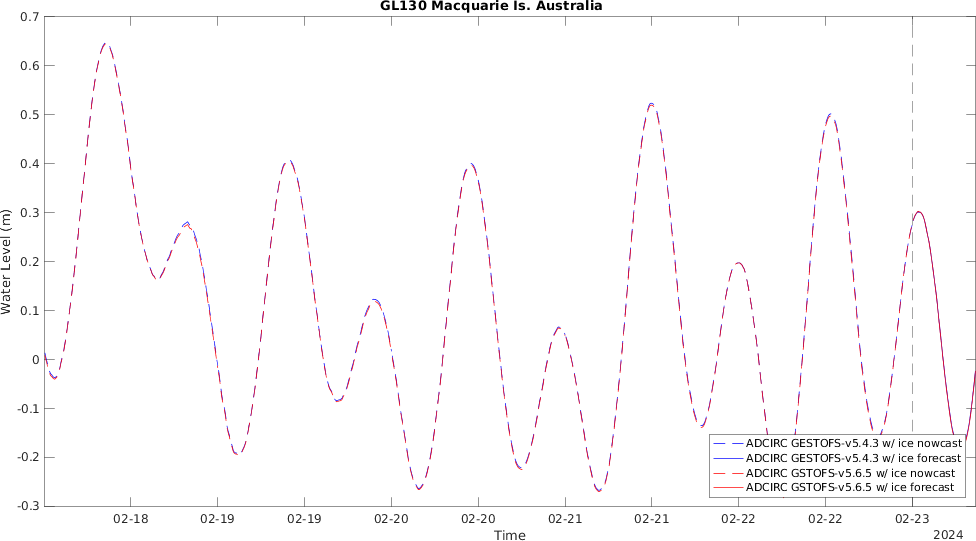 GL130 Macquarie Is. Australia
0.7
0.6
0.5
0.4
0.3
0.2
0.1
0
-0.1
-0.2
-0.3
Water Level (m)
ADCIRC GESTOFS-v5.4.3 w/ ice nowcast
ADCIRC GESTOFS-v5.4.3 w/ ice forecast
ADCIRC GSTOFS-v5.6.5 w/ ice nowcast
ADCIRC GSTOFS-v5.6.5 w/ ice forecast
02-18 02-19 02-19 02-20 02-20 02-21 02-21 02-22 02-22 02-23
Time
2024